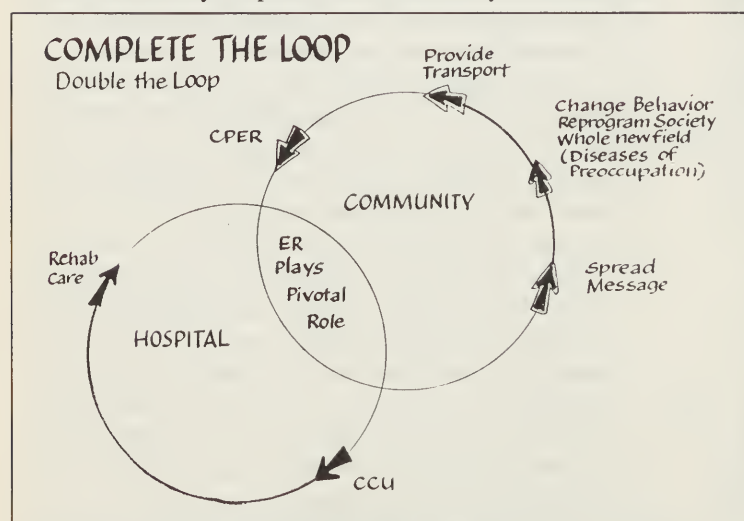 COMPLETE THE LOOP
Double the Loop
Provide
Transport
Change Behavior
Reprogram Society
Whole new field
(Diseases of
Preoccupation)
CPER
COMMUNITY
ER
Plays
Pivotal
Role
Rehab
Care
HOSPITAL
Spread
Message
CCU